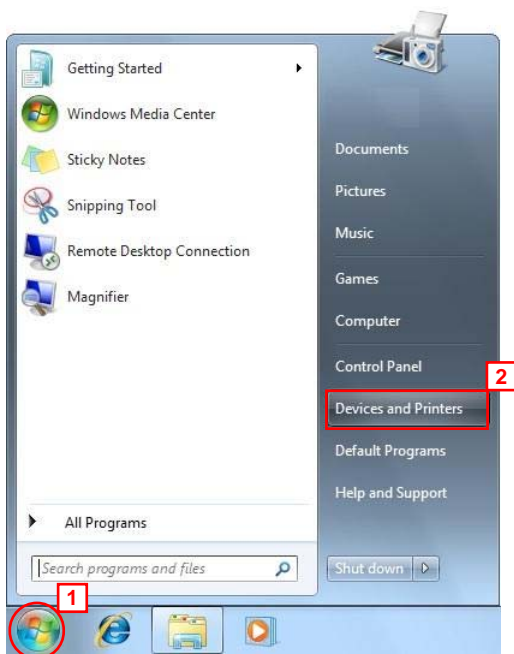 Getting Started
Windows Media Center
Sticky Notes
Snipping Tool
Remote Desktop Connection
Magnifier
All Programs
Search programs and files
Documents
Pictures
Music
Games
Computer
Control Panel
2
Devices and Printers
Default Programs
Help and Support
Shut down
1